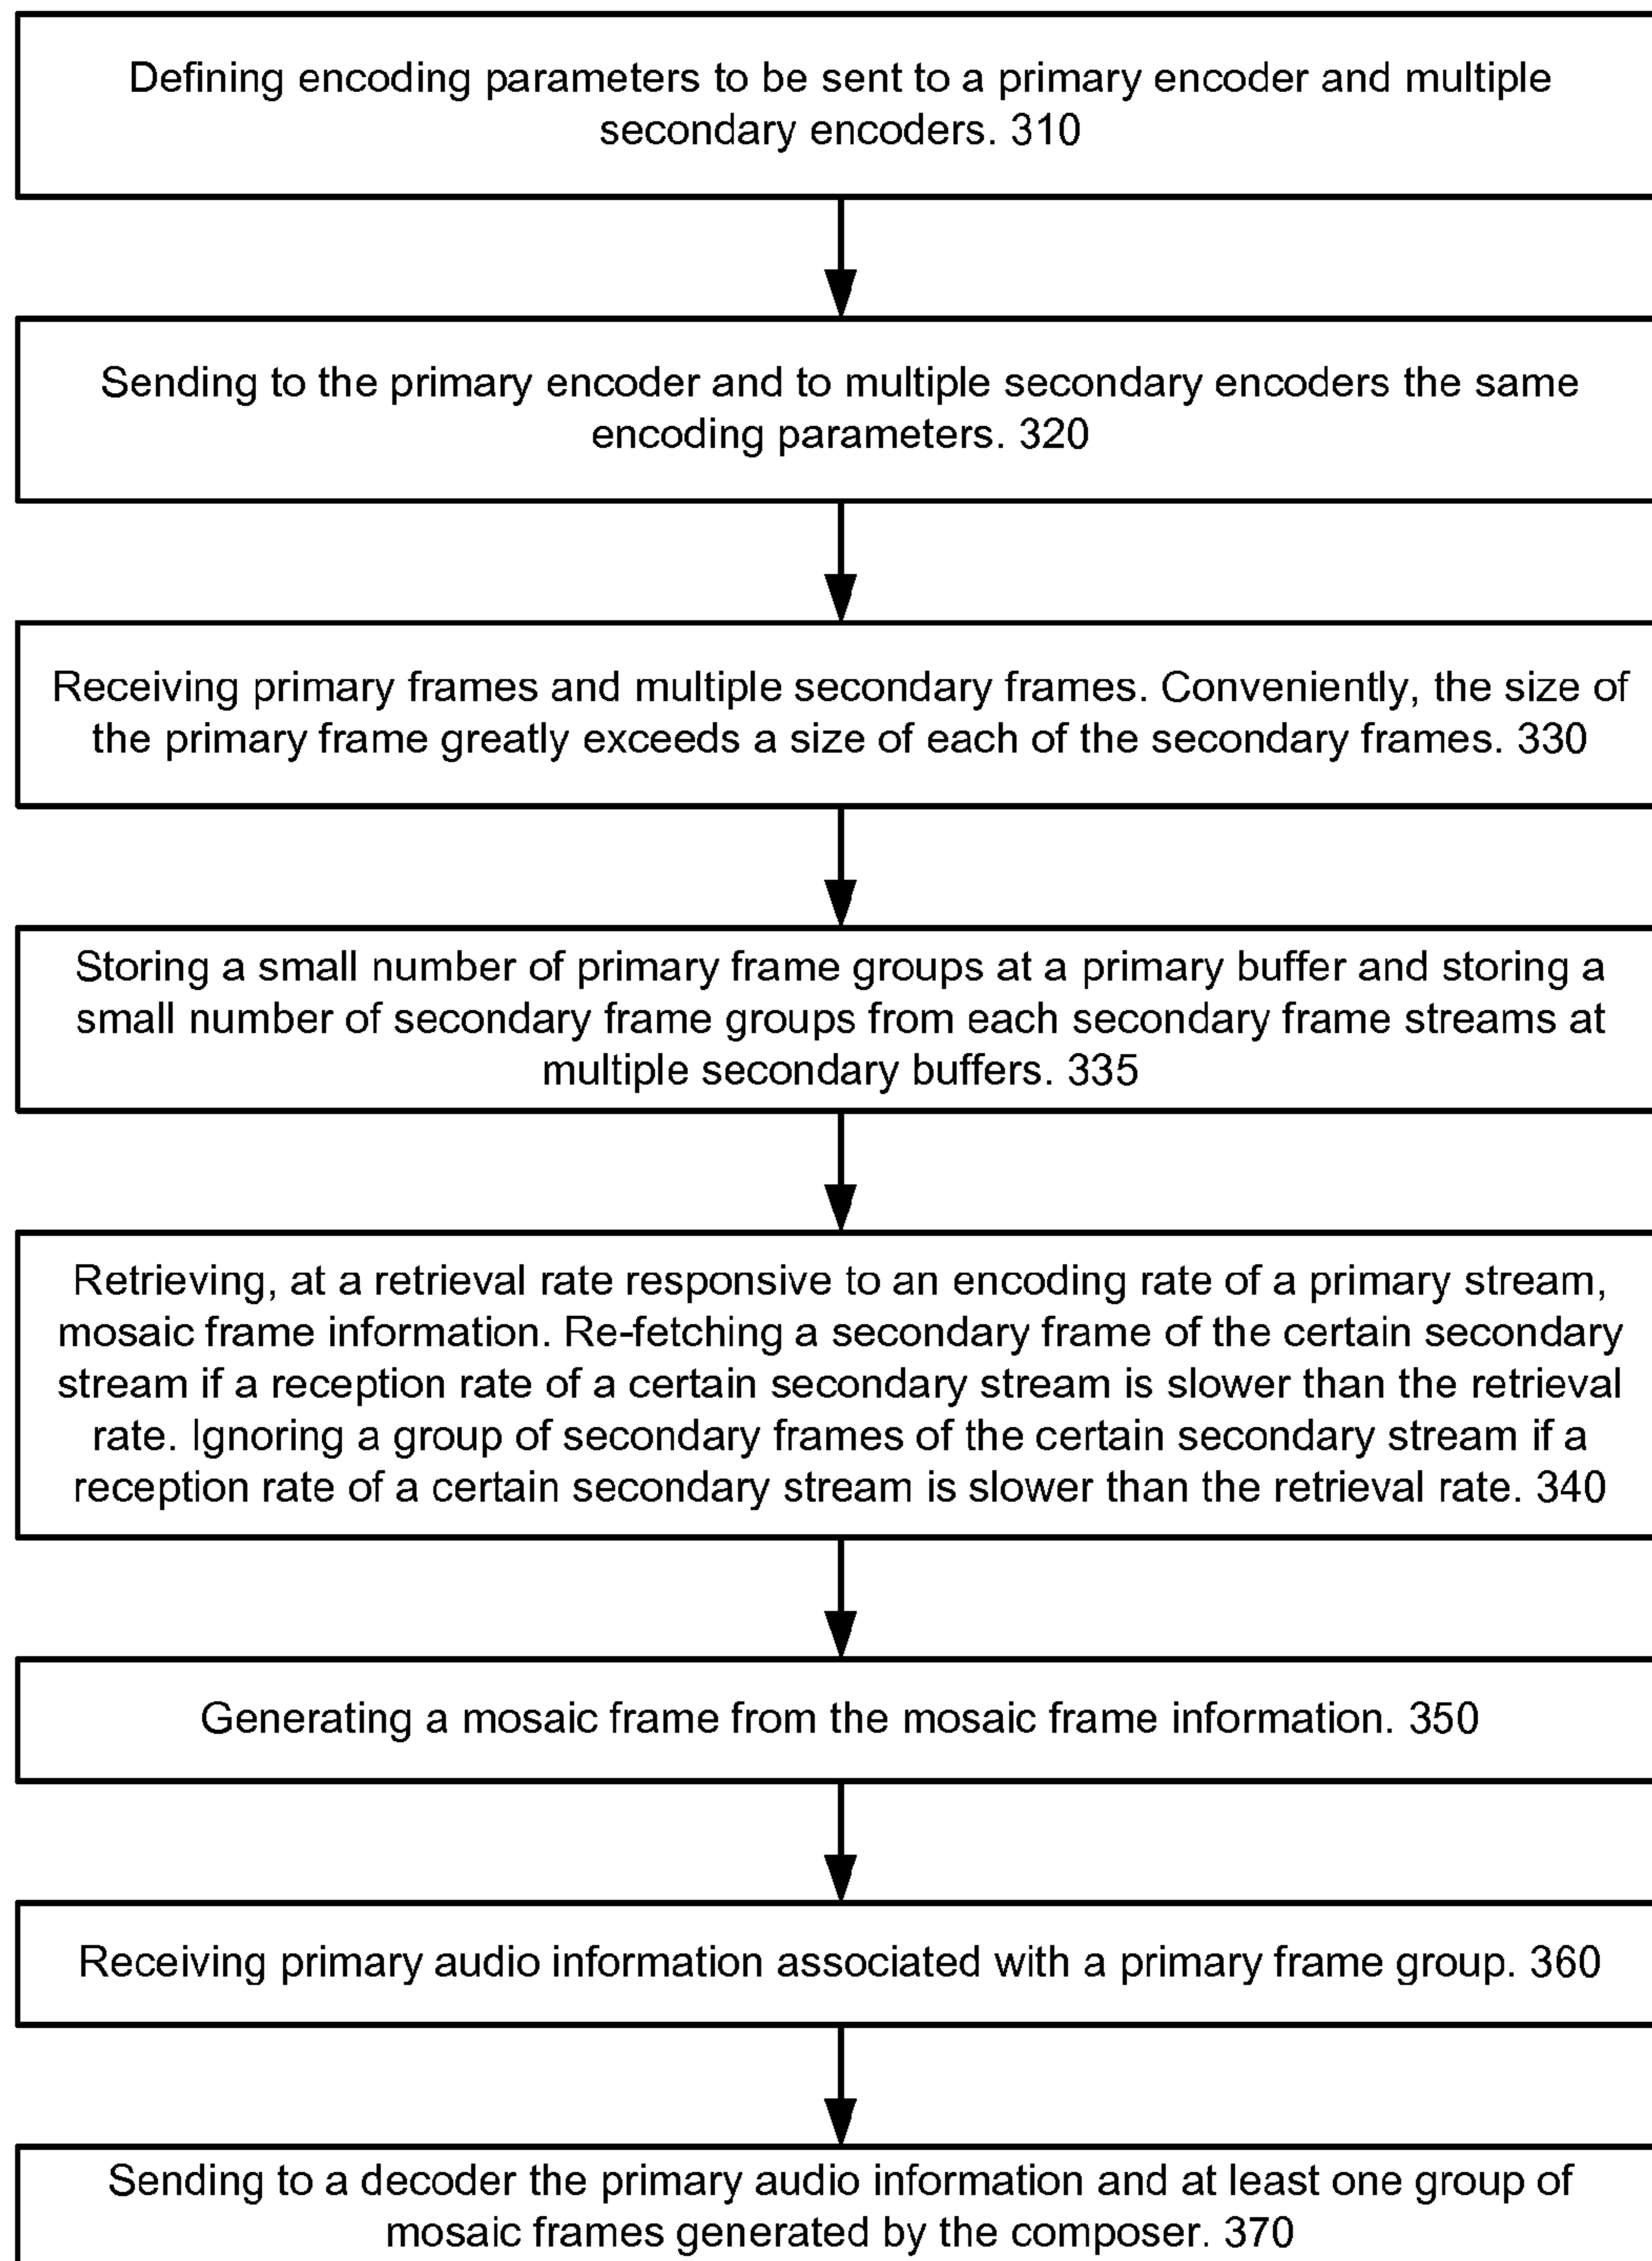 Defining encoding parameters to be sent to a primary encoder and multiple
secondary encoders. 310
Sending to the primary encoder and to multiple secondary encoders the same
encoding parameters. 320
Receiving primary frames and multiple secondary frames. Conveniently, the size of
the primary frame greatly exceeds a size of each of the secondary frames. 330
Storing a small number of primary frame groups at a primary buffer and storing a
small number of secondary frame groups from each secondary frame streams at
multiple secondary buffers. 335
Retrieving, at a retrieval rate responsive to an encoding rate of a primary stream,
mosaic frame information. Re-fetching a secondary frame of the certain secondary
stream if a reception rate of a certain secondary stream is slower than the retrieval
rate. Ignoring a group of secondary frames of the certain secondary stream if a
reception rate of a certain secondary stream is slower than the retrieval rate. 340
Generating a mosaic frame from the mosaic frame information. 350
Receiving primary audio information associated with a primary frame group. 360
Sending to a decoder the primary audio information and at least one group of
mosaic frames generated by the composer. 370